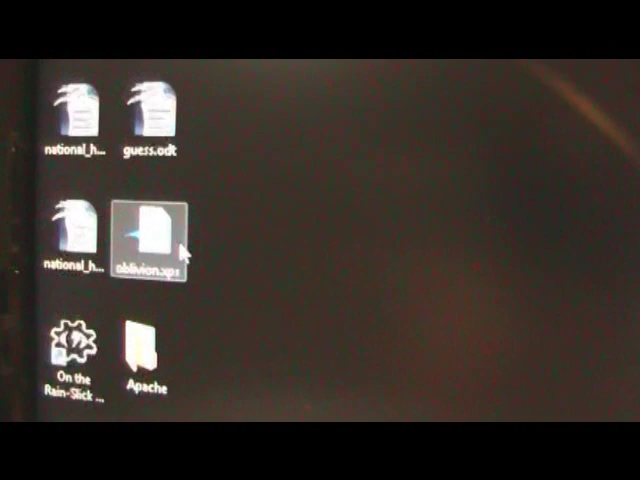 national_h...
guess.odt
national_h...
oblivion.xps
On the
Rain-Slick ...
Apache